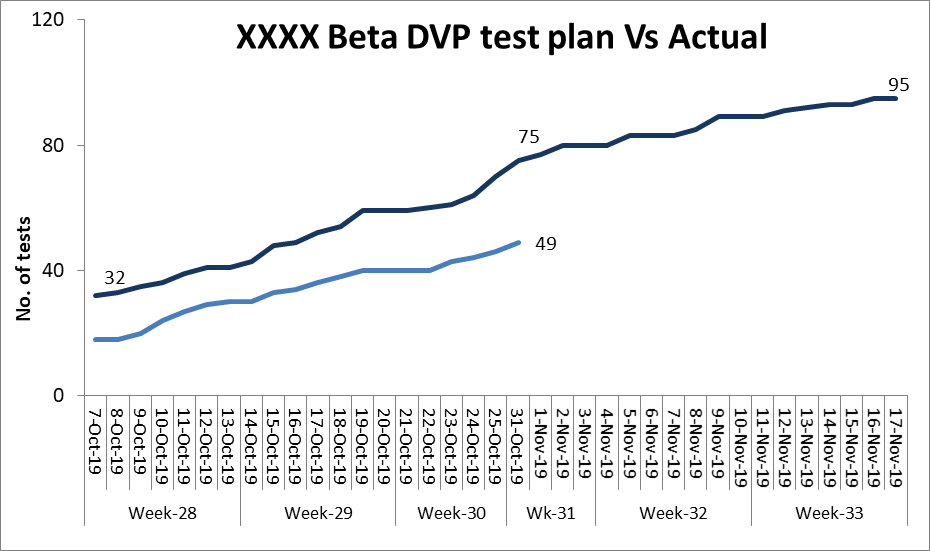 XXXX Beta DVP test plan Vs Actual
No. of tests
120
80
40
0
32
75
95
49
7-Oct-19
8-Oct-19
9-Oct-19
10-Oct-19
11-Oct-19
12-Oct-19
13-Oct-19
14-Oct-19
15-Oct-19
16-Oct-19
17-Oct-19
18-Oct-19
19-Oct-19
20-Oct-19
21-Oct-19
22-Oct-19
23-Oct-19
24-Oct-19
25-Oct-19
31-Oct-19
1-Nov-19
2-Nov-19
4-Nov-19
5-Nov-19
6-Nov-19
7-Nov-19
8-Nov-19
9-Nov-19
10-Nov-19
11-Nov-19
12-Nov-19
13-Nov-19
14-Nov-19
15-Nov-19
16-Nov-19
17-Nov-19
Week-28
Week-29
Week-30
Wk-31
Week-32
Week-33